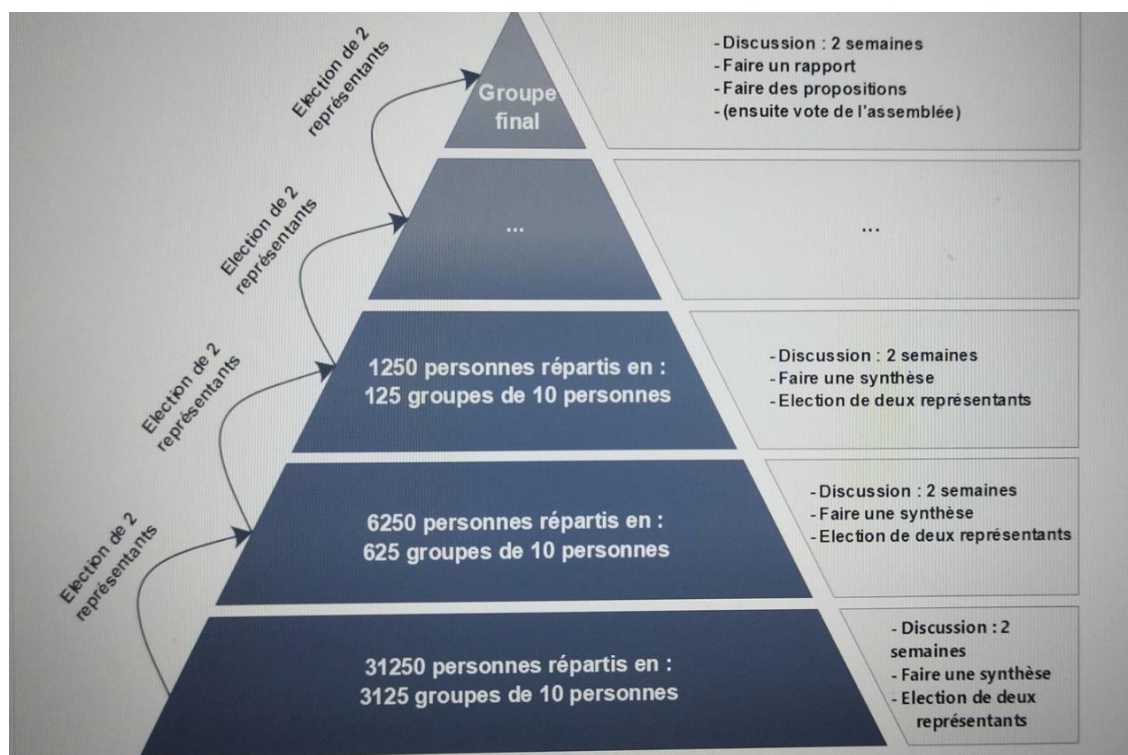 Election de 2
représentants
Groupe
final
- Discussion : 2 semaines
- Faire un rapport
- Faire des propositions
- (ensuite vote de l'assemblée)
Election de 2
représentants
...
...
Election de 2
représentants
1250 personnes répartis en :
125 groupes de 10 personnes
- Discussion : 2 semaines
- Faire une synthèse
- Election de deux représentants
Election de 2
représentants
6250 personnes répartis en :
625 groupes de 10 personnes
- Discussion : 2 semaines
- Faire une synthèse
- Election de deux représentants
31250 personnes répartis en :
3125 groupes de 10 personnes
- Discussion : 2
semaines
- Faire une synthèse
- Election de deux
représentants